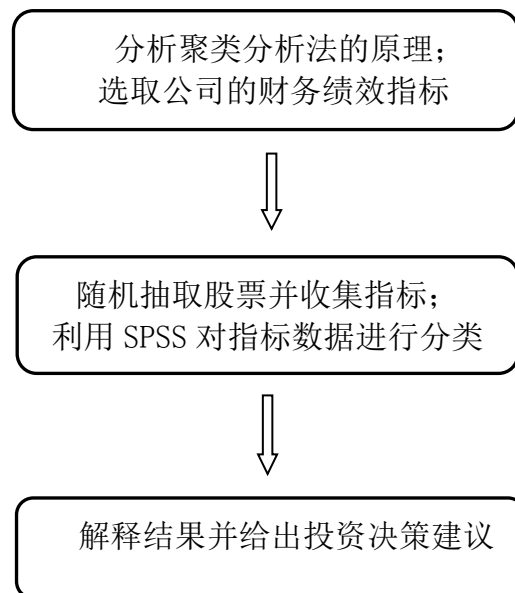 分析聚类分析法的原理；
选取公司的财务绩效指标
随机抽取股票并收集指标；
利用 SPSS 对指标数据进行分类
解释结果并给出投资决策建议